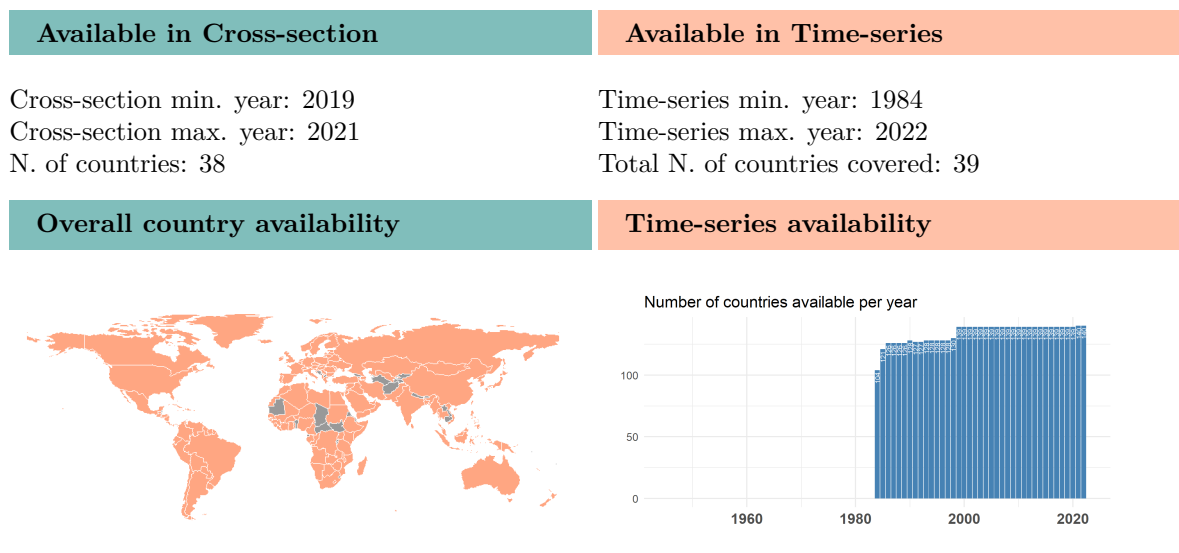 Available in Cross-section
Available in Time-series
Cross-section min. year: 2019
Cross-section max. year: 2021
N. of countries: 38
Time-series min. year: 1984
Time-series max. year: 2022
Total N. of countries covered: 39
Overall country availability
Time-series availability
Number of countries available per year
100
50
0
1960
1980
2000
2020